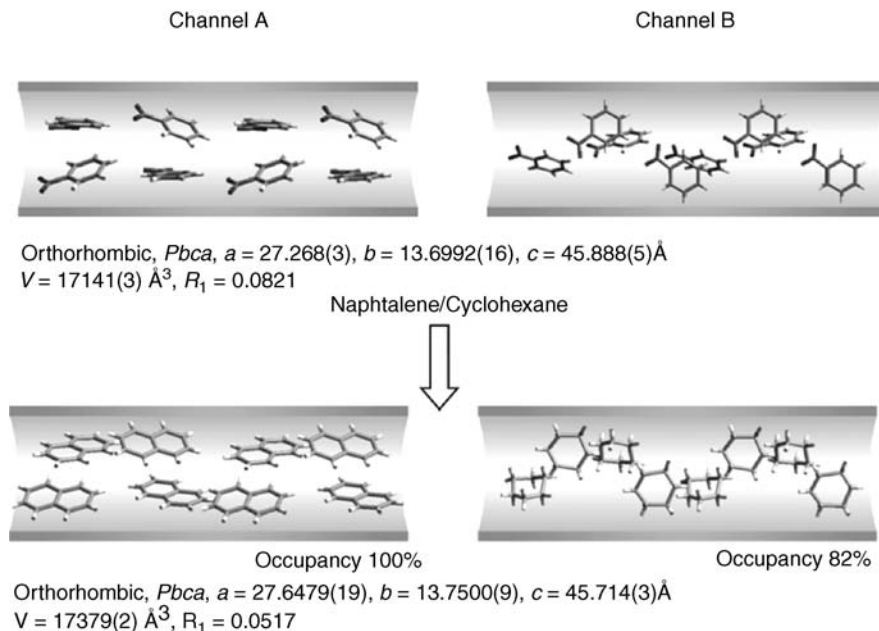 Channel A
Channel B
Orthorhombic, Pbca, a = 27.268(3), b = 13.6992(16), c = 45.888(5)Å
V = 17141(3) Å³, R₁ = 0.0821
Naphtalene/Cyclohexane
Occupancy 100%
Occupancy 82%
Orthorhombic, Pbca, a = 27.6479(19), b = 13.7500(9), c = 45.714(3)Å
V = 17379(2) Å³, R₁ = 0.0517